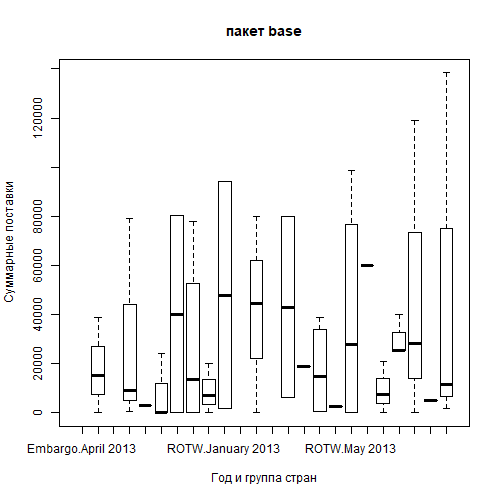 пакет base
Суммарные поставки
120000
80000
60000
40000
20000
0
Embargo.April 2013 ROTW.January 2013 ROTW.May 2013
Год и группа стран